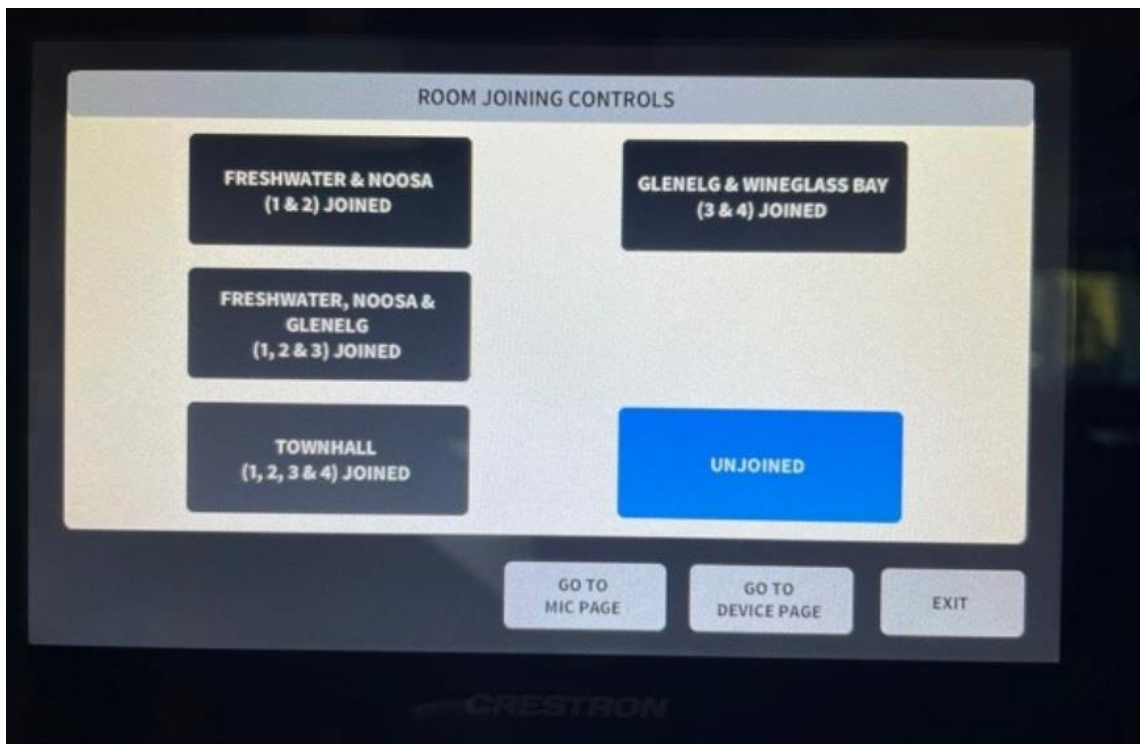 ROOM JOINING CONTROLS
FRESHWATER & NOOSA
(1 & 2) JOINED
GLENELG & WINEGLASS BAY
(3 & 4) JOINED
FRESHWATER, NOOSA &
GLENELG
(1, 2 & 3) JOINED
TOWNHALL
(1, 2, 3 & 4) JOINED
UNJOINED
GO TO
MIC PAGE
GO TO
DEVICE PAGE
EXIT
CRESTRON